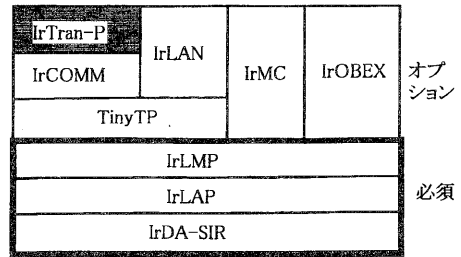 IrTran-P
IrCOMM
IrLAN
IrMC
IrOBEX
オプ
ション
TinyTP
IrLMP
IrLAP
必須
IrDA-SIR